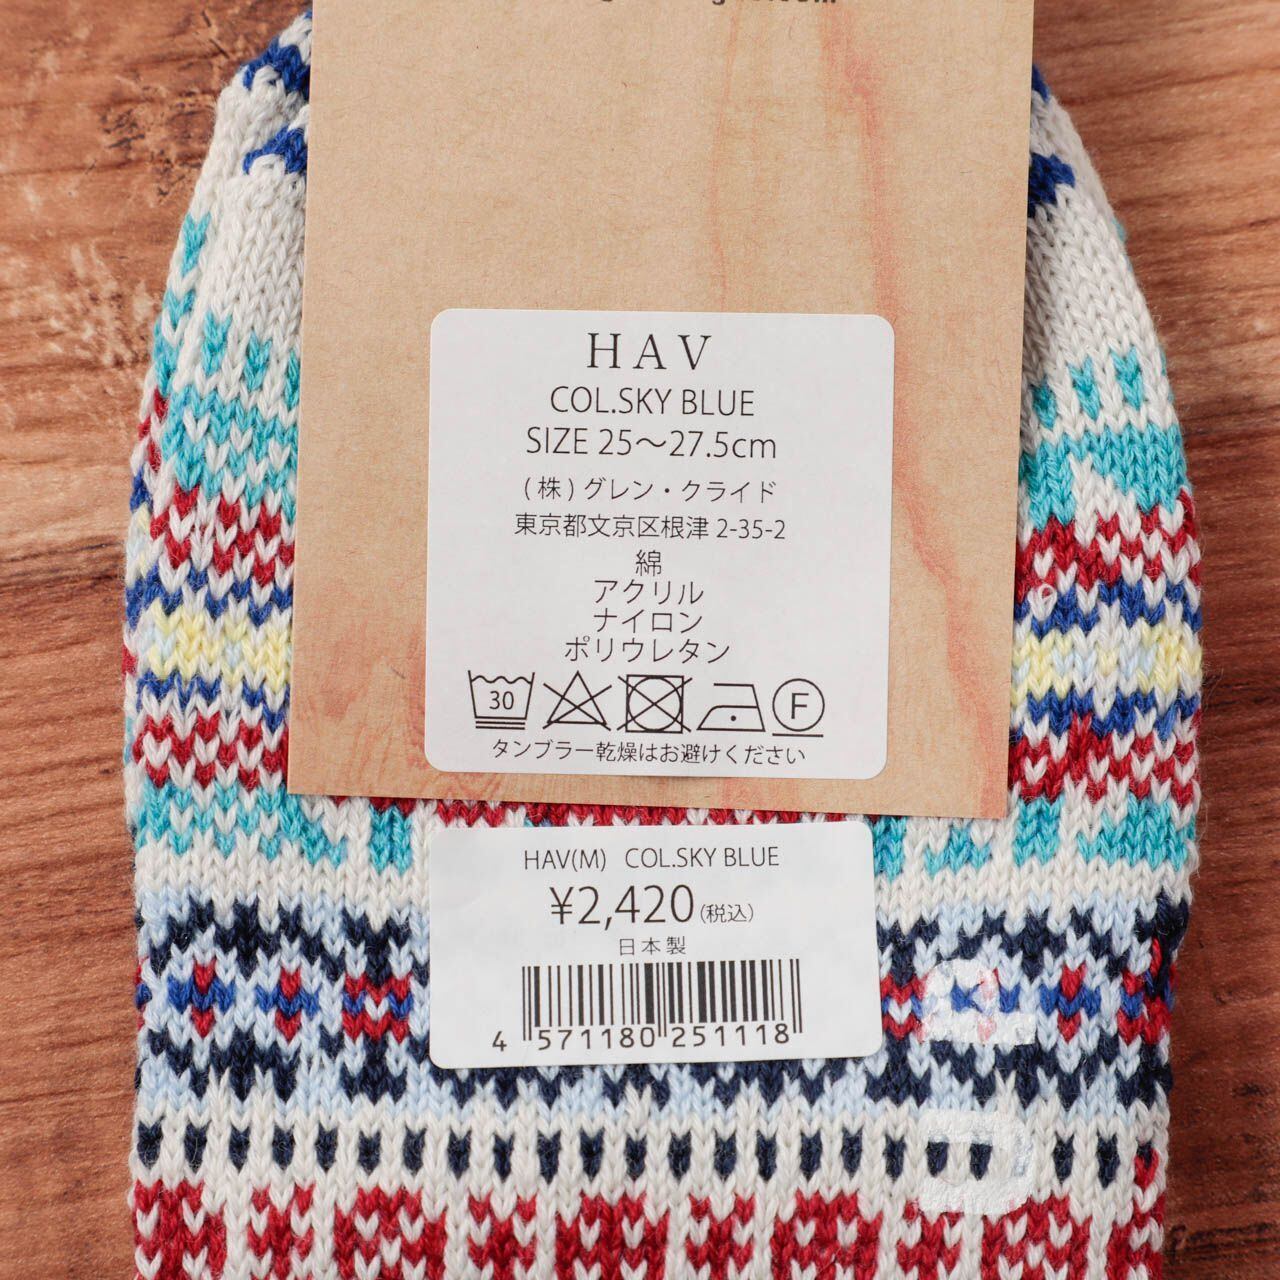 HAV
COL.SKY BLUE
SIZE 25〜27.5cm
(株)グレン・クライド
東京都文京区根津 2-35-2
綿
アクリル
ナイロン
ポリウレタン
30
F
タンブラー乾燥はお避けください
HAV(M) COL.SKY BLUE
¥2,420(税込)
日本製
4 571180 251118